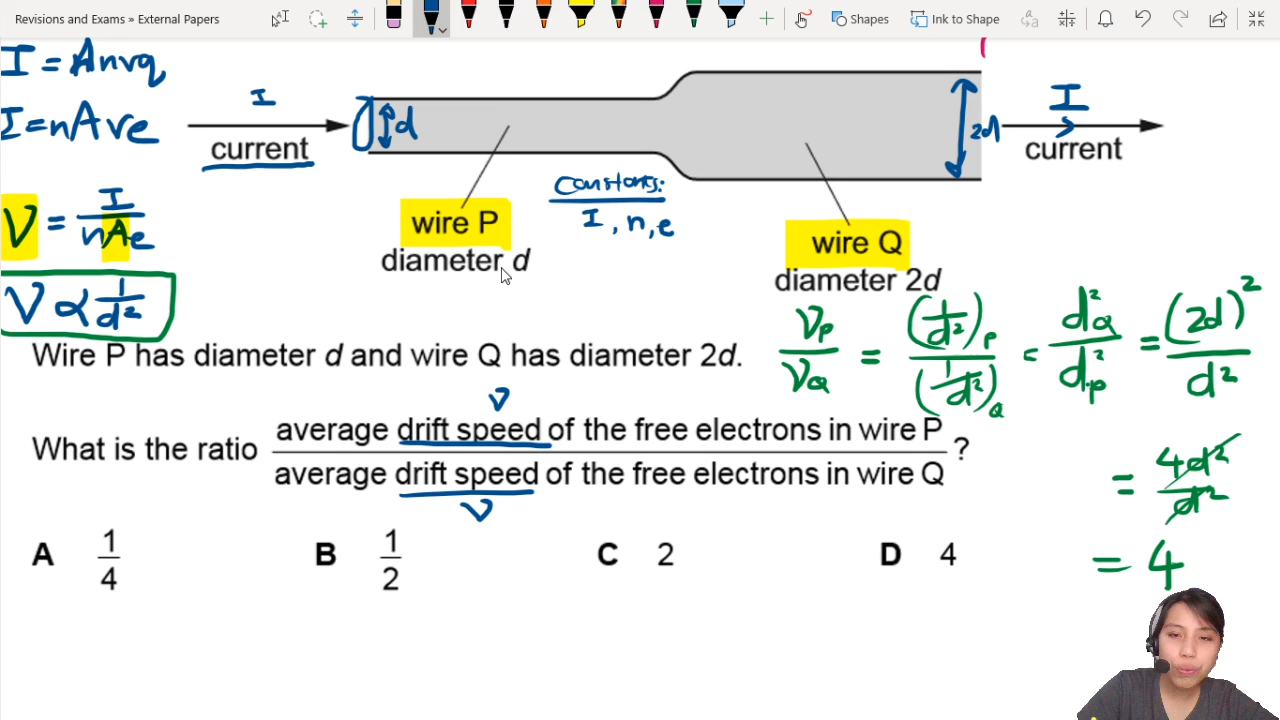 Revisions and Exams » External Papers
Shapes
Ink to Shape
I = Anvq
I = nAve
I
current
d
2d
I
current
V = I / nAe
Constants:
I, n, e
wire P
diameter d
wire Q
diameter 2d
V ∝ 1/d²
Vp / VQ = (1/d²)p / (1/d²)Q = d²Q / d²p = (2d)² / d²
Wire P has diameter d and wire Q has diameter 2d.
V
What is the ratio average drift speed of the free electrons in wire P / average drift speed of the free electrons in wire Q ?
V
= 4d² / d²
A 1/4 B 1/2 C 2 D 4
= 4